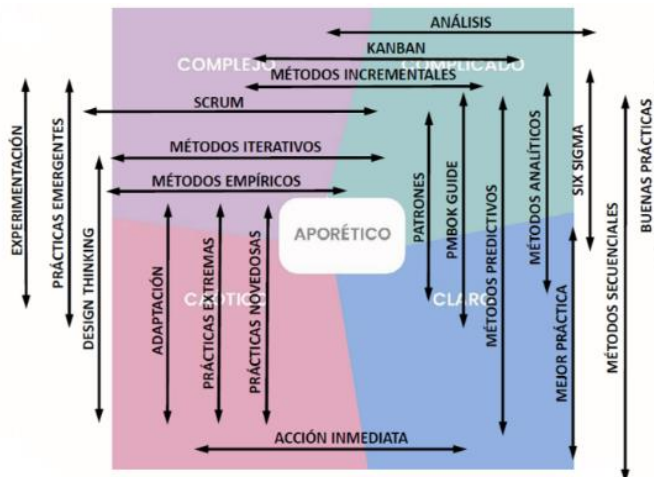 ANÁLISIS
KANBAN
COMPLEJO
COMPLICADO
MÉTODOS INCREMENTALES
SCRUM
MÉTODOS ITERATIVOS
MÉTODOS EMPÍRICOS
EXPERIMENTACIÓN
PRÁCTICAS EMERGENTES
DESIGN THINKING
ADAPTACIÓN
PRÁCTICAS EXTREMAS
PRÁCTICAS NOVEDOSAS
APORÉTICO
PATRONES
PMBOK GUIDE
MÉTODOS PREDICTIVOS
MÉTODOS ANALÍTICOS
SIX SIGMA
MEJOR PRÁCTICA
MÉTODOS SECUENCIALES
BUENAS PRÁCTICAS
CAÓTICO
CLARO
ACCIÓN INMEDIATA